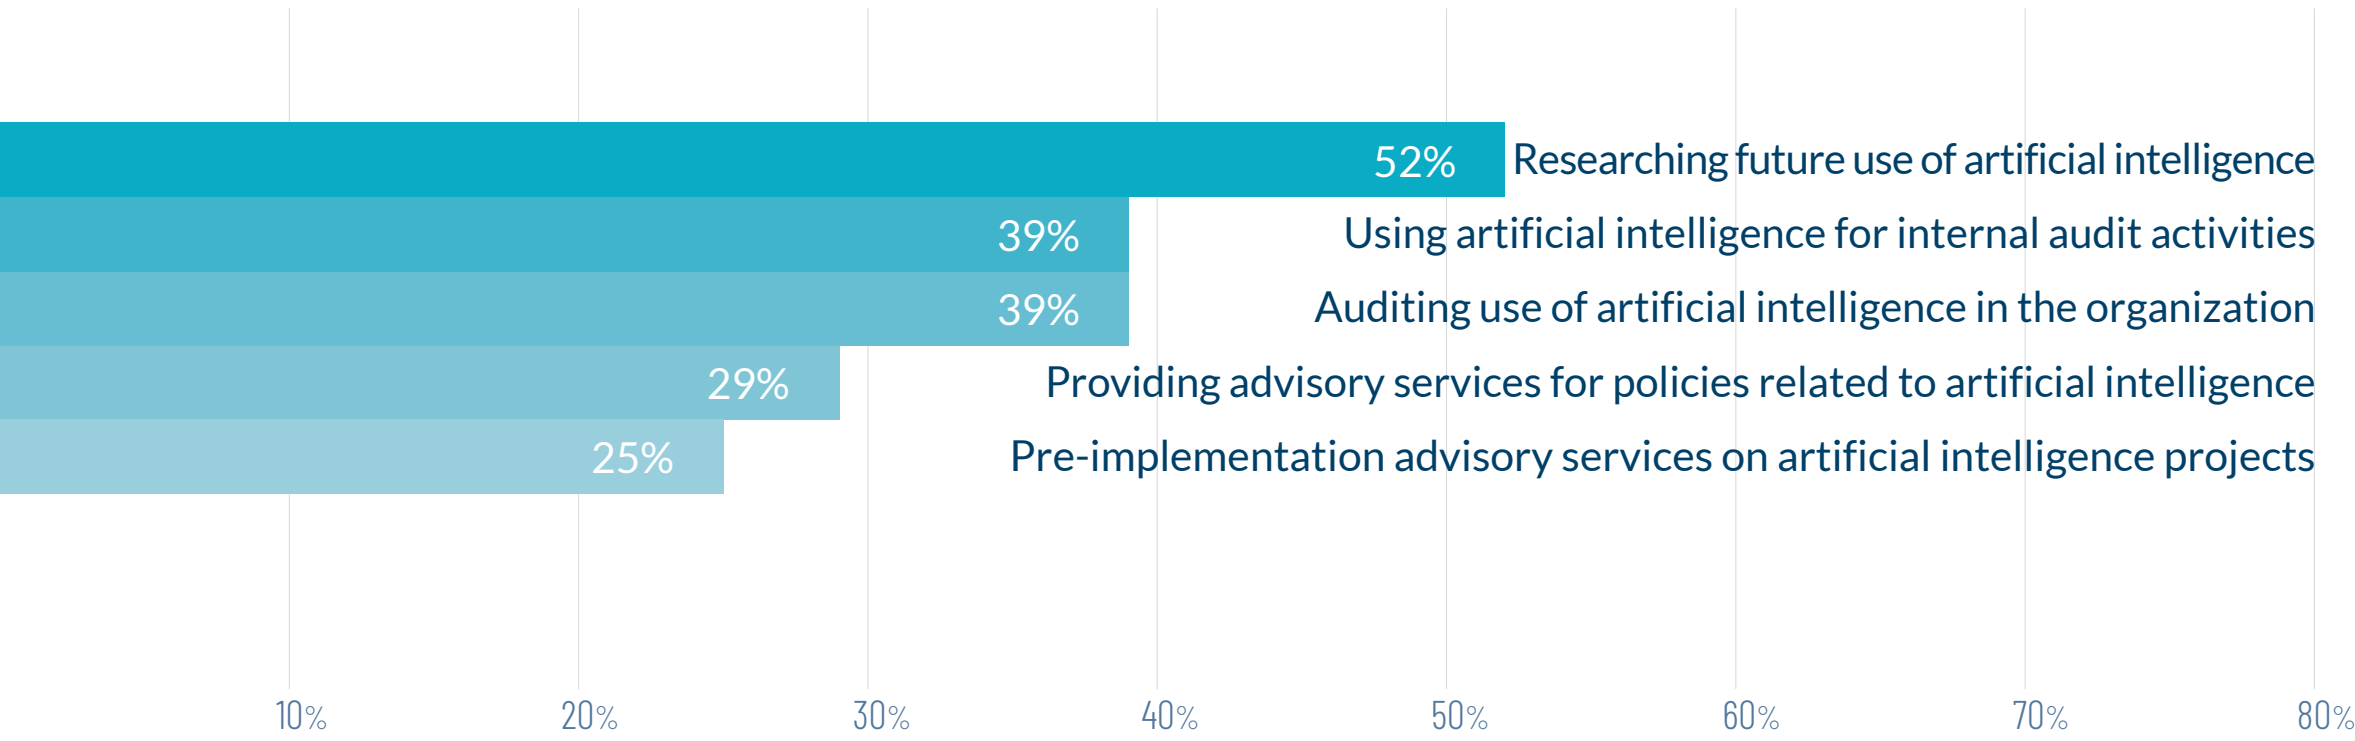 52% Researching future use of artificial intelligence
39% Using artificial intelligence for internal audit activities
39% Auditing use of artificial intelligence in the organization
29% Providing advisory services for policies related to artificial intelligence
25% Pre-implementation advisory services on artificial intelligence projects
10% 20% 30% 40% 50% 60% 70% 80%